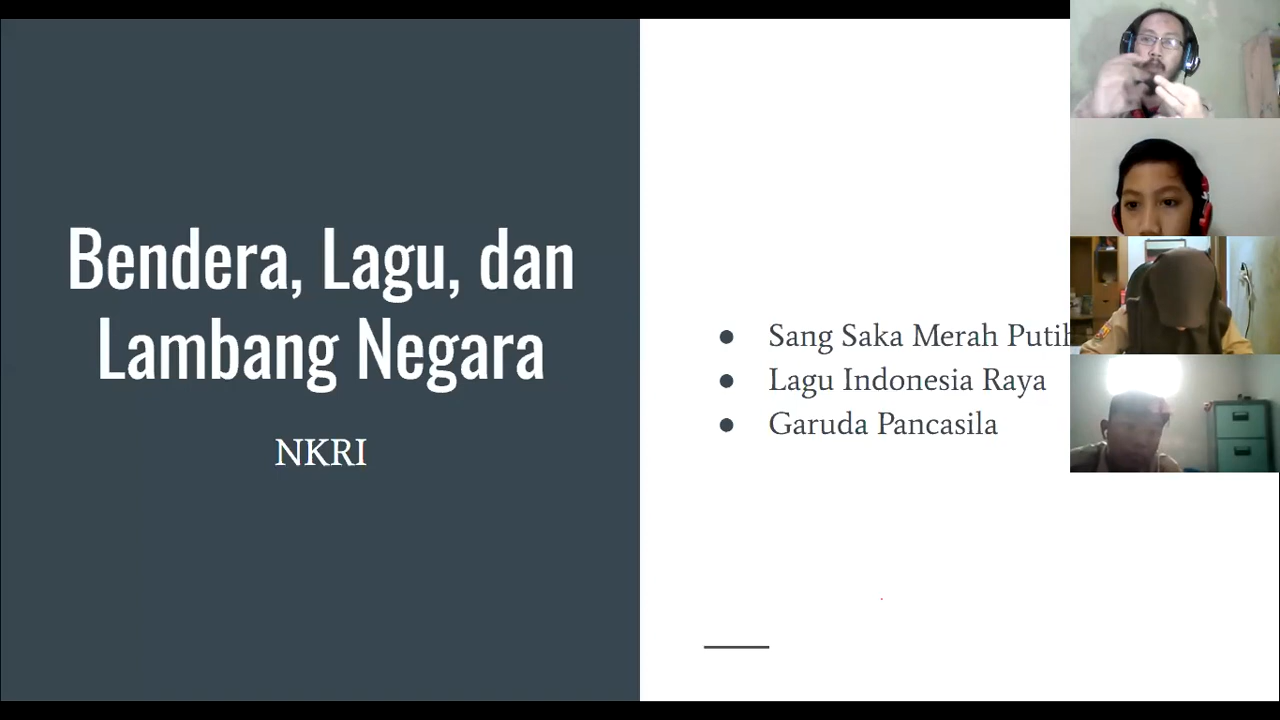 Bendera, Lagu, dan
Lambang Negara
NKRI
Sang Saka Merah Putih
Lagu Indonesia Raya
Garuda Pancasila